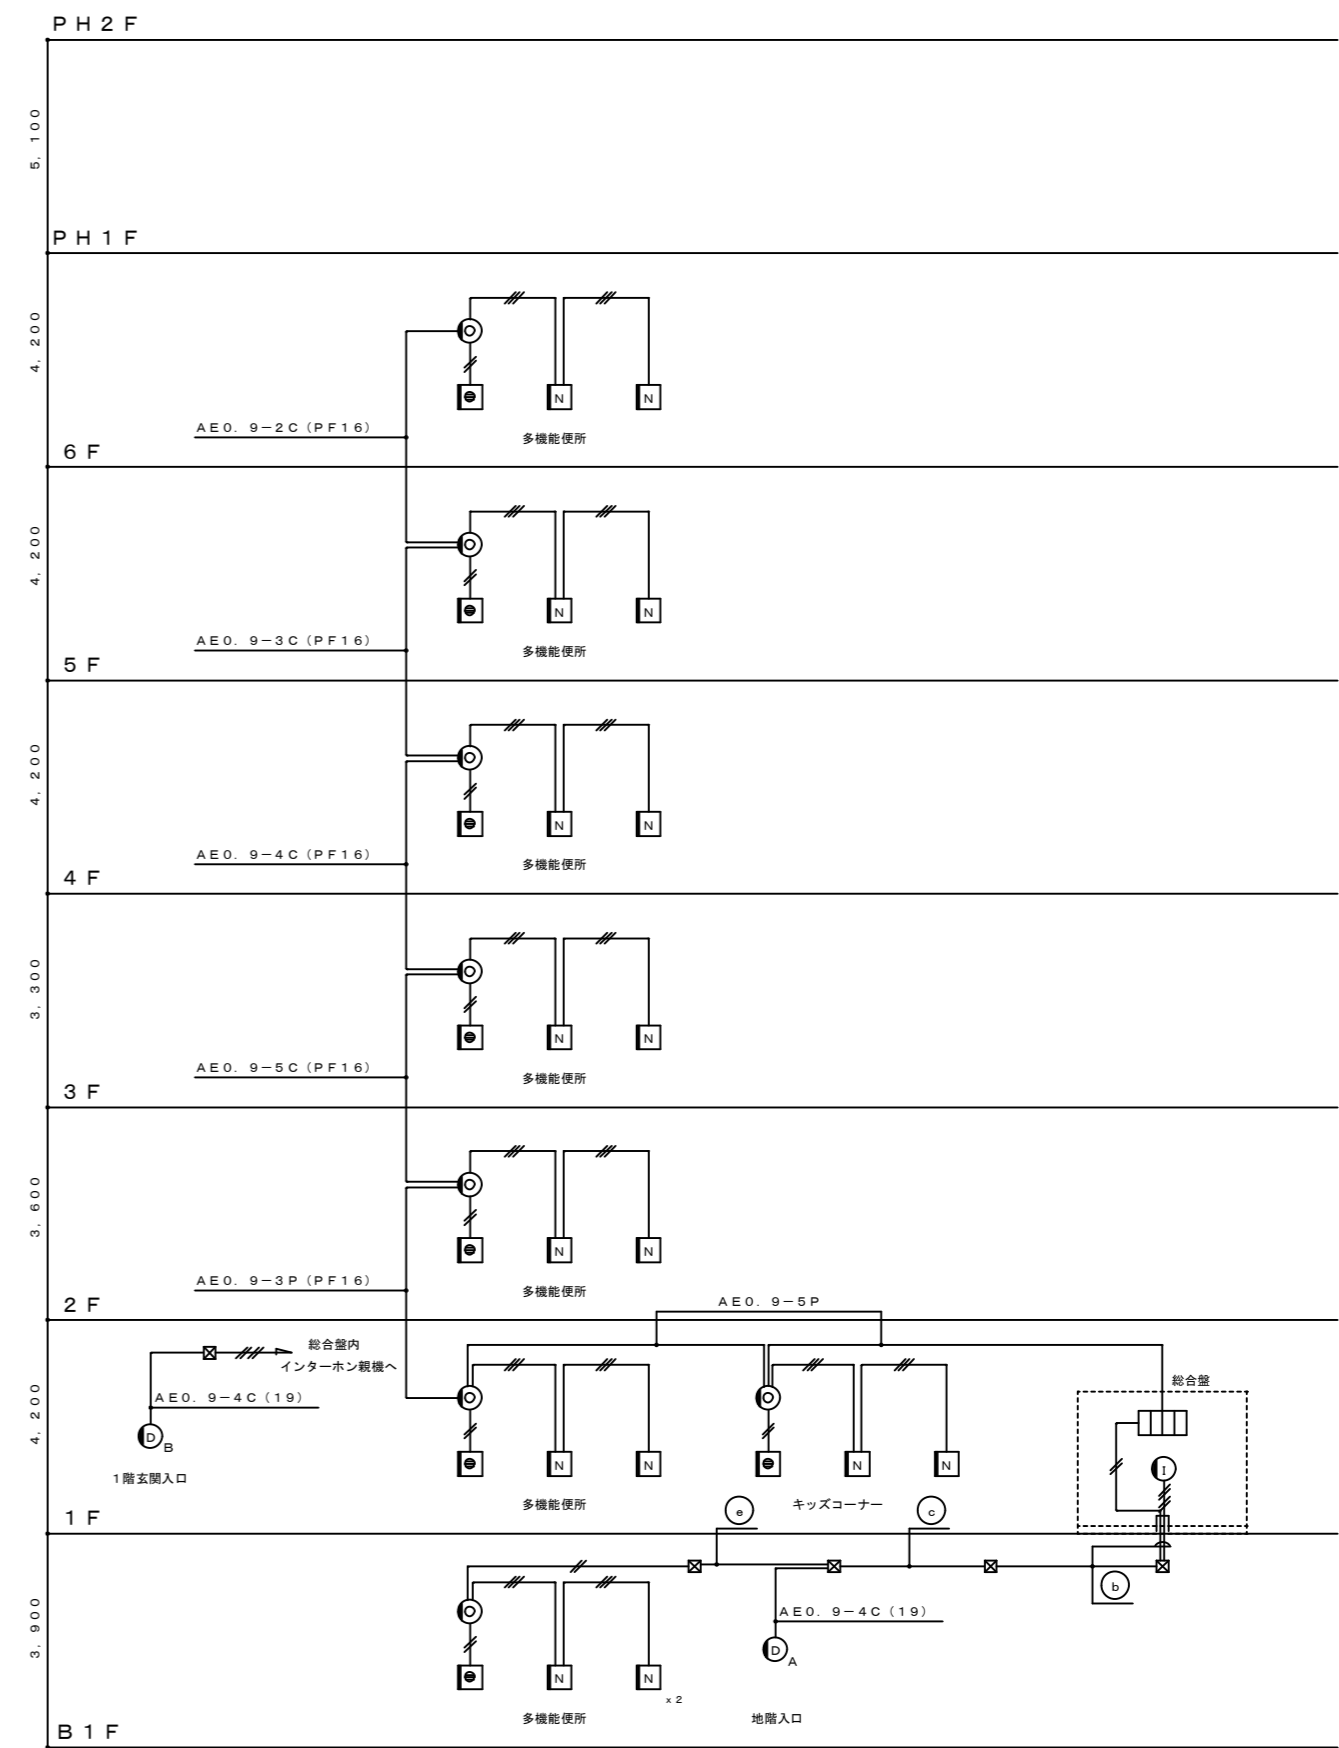 PH2F
5,100
PH1F
4,200
N
N
AE0.9-2C(PF16)
多機能便所
6F
4,200
N
N
AE0.9-3C(PF16)
多機能便所
5F
4,200
N
N
AE0.9-4C(PF16)
多機能便所
4F
3,300
N
N
AE0.9-5C(PF16)
多機能便所
3F
3,600
N
N
AE0.9-3P(PF16)
多機能便所
2F
AE0.9-5P
総合盤内
インターホン親機へ
総合盤
4,200
AE0.9-4C(19)
D
B
N
N
N
N
I
1階玄関入口
多機能便所
キッズコーナー
e
c
1F
b
3,900
AE0.9-4C(19)
D
A
N
N
x2
多機能便所
地階入口
B1F